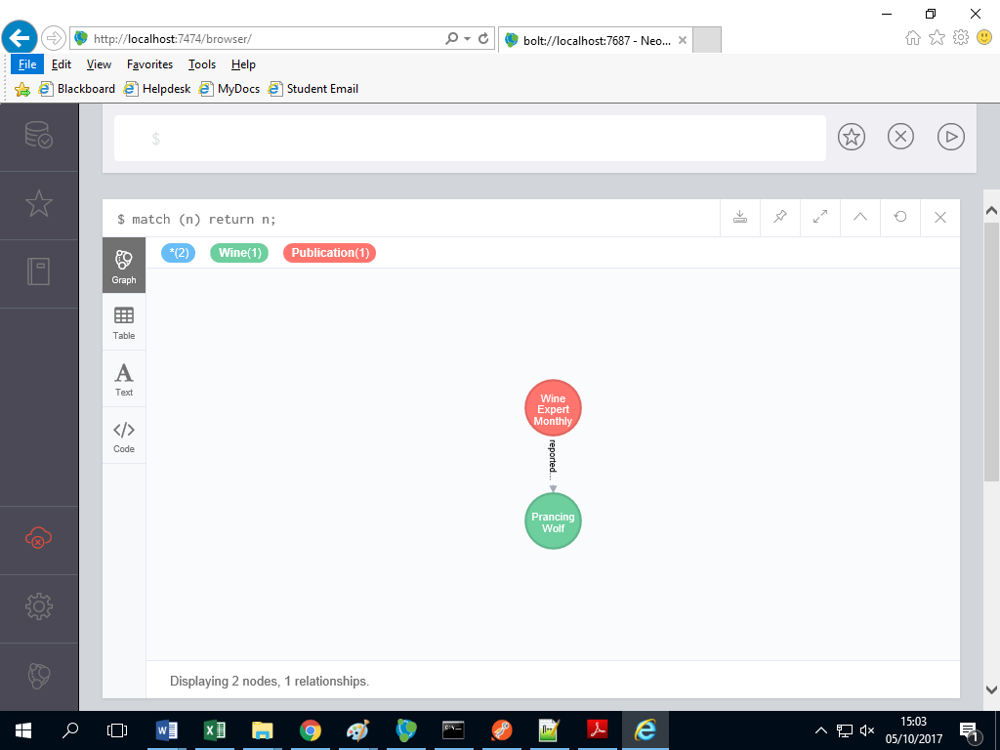 http://localhost:7474/browser/
bolt://localhost:7687 - Neo...
File Edit View Favorites Tools Help
Blackboard Helpdesk MyDocs Student Email
$
$ match (n) return n;
*(2) Wine(1) Publication(1)
Graph
Table
A
Text
</>
Code
Wine
Expert
Monthly
reported...
Prancing
Wolf
Displaying 2 nodes, 1 relationships.
15:03
05/10/2017
1